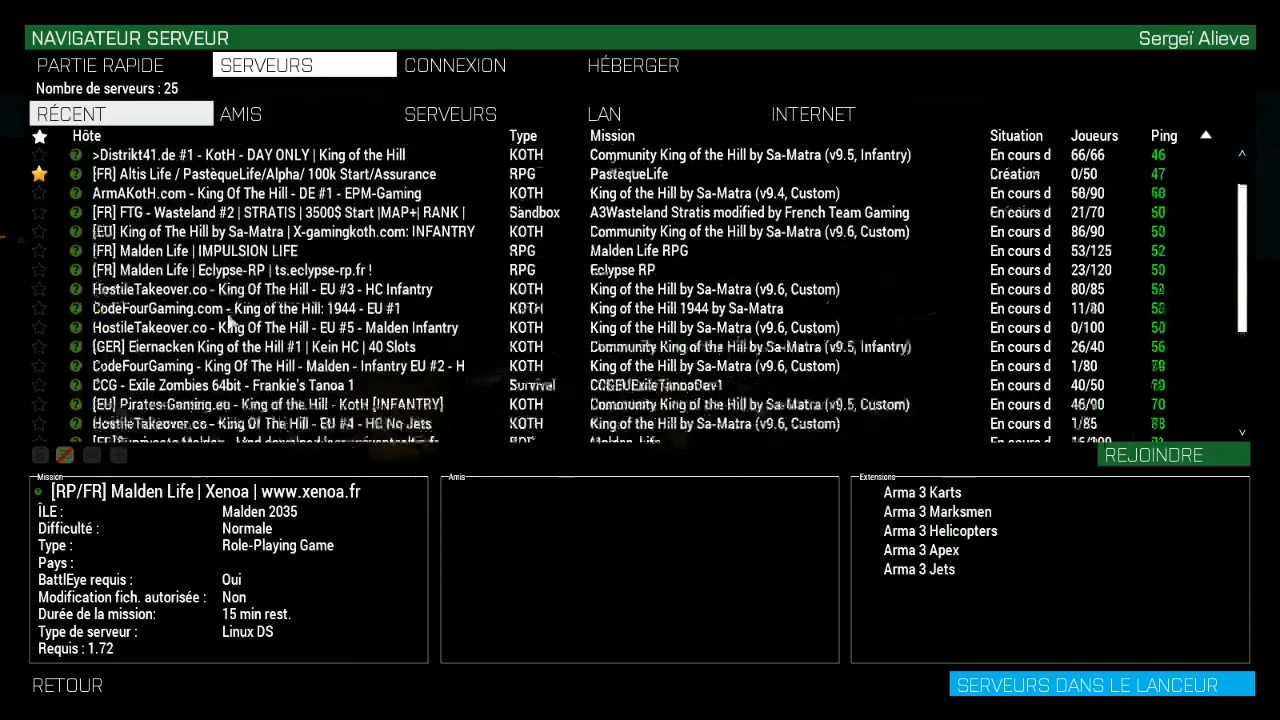 NAVIGATEUR SERVEUR Sergeï Alieve
PARTIE RAPIDE SERVEURS CONNEXION HÉBERGER
Nombre de serveurs : 25
RÉCENT AMIS SERVEURS LAN INTERNET
Hôte Type Mission Situation Joueurs Ping
>Distrikt41.de #1 - KotH - DAY ONLY | King of the Hill KOTH Community King of the Hill by Sa-Matra (v9.5, Infantry) En cours d 66/66 46
[FR] Altis Life / PastèqueLife/Alpha/ 100k Start/Assurance RPG PastèqueLife Création 0/50 47
ArmAKotH.com - King Of The Hill - DE #1 - EPM-Gaming KOTH King of the Hill by Sa-Matra (v9.4, Custom) En cours d 58/90
[FR] FTG - Wasteland #2 | STRATIS | 3500$ Start |MAP+| RANK | Sandbox A3Wasteland Stratis modified by French Team Gaming En cours d 21/70 50
[EU] King of The Hill by Sa-Matra | X-gamingkoth.com: INFANTRY KOTH Community King of the Hill by Sa-Matra (v9.6, Custom) En cours d 86/90 50
[FR] Malden Life | IMPULSION LIFE RPG Malden Life RPG En cours d 53/125 52
[FR] Malden Life | Eclypse-RP | ts.eclypse-rp.fr ! RPG Eclypse RP En cours d 23/120 50
HostileTakeover.co - King Of The Hill - EU #3 - HC Infantry KOTH King of the Hill by Sa-Matra (v9.6, Custom) En cours d 80/85
CodeFourGaming.com - King of the Hill: 1944 - EU #1 KOTH King of the Hill 1944 by Sa-Matra En cours d 11/80
HostileTakeover.co - King Of The Hill - EU #5 - Malden Infantry KOTH King of the Hill by Sa-Matra (v9.6, Custom) En cours d 0/100
[GER] Eiernacken King of the Hill #1 | Kein HC | 40 Slots KOTH Community King of the Hill by Sa-Matra (v9.5, Infantry) En cours d 26/40 56
CodeFourGaming - King Of The Hill - Malden - Infantry EU #2 - H KOTH King of the Hill by Sa-Matra (v9.6, Custom) En cours d 1/80
CCG - Exile Zombies 64bit - Frankie's Tanoa 1 Survival En cours d 40/50
[EU] Pirates-Gaming.eu - King of the Hill - KotH [INFANTRY] KOTH Community King of the Hill by Sa-Matra (v9.5, Custom) En cours d 46/90 70
HostileTakeover.co - King Of The Hill - EU #4 - HC No Jets KOTH King of the Hill by Sa-Matra (v9.6, Custom) En cours d 1/85
REJOINDRE
Mission Amis Extensions
[RP/FR] Malden Life | Xenoa | www.xenoa.fr
ÎLE : Malden 2035
Difficulté : Normale
Type : Role-Playing Game
Pays :
BattlEye requis : Oui
Modification fich. autorisée : Non
Durée de la mission: 15 min rest.
Type de serveur : Linux DS
Requis : 1.72
Arma 3 Karts
Arma 3 Marksmen
Arma 3 Helicopters
Arma 3 Apex
Arma 3 Jets
RETOUR SERVEURS DANS LE LANCEUR